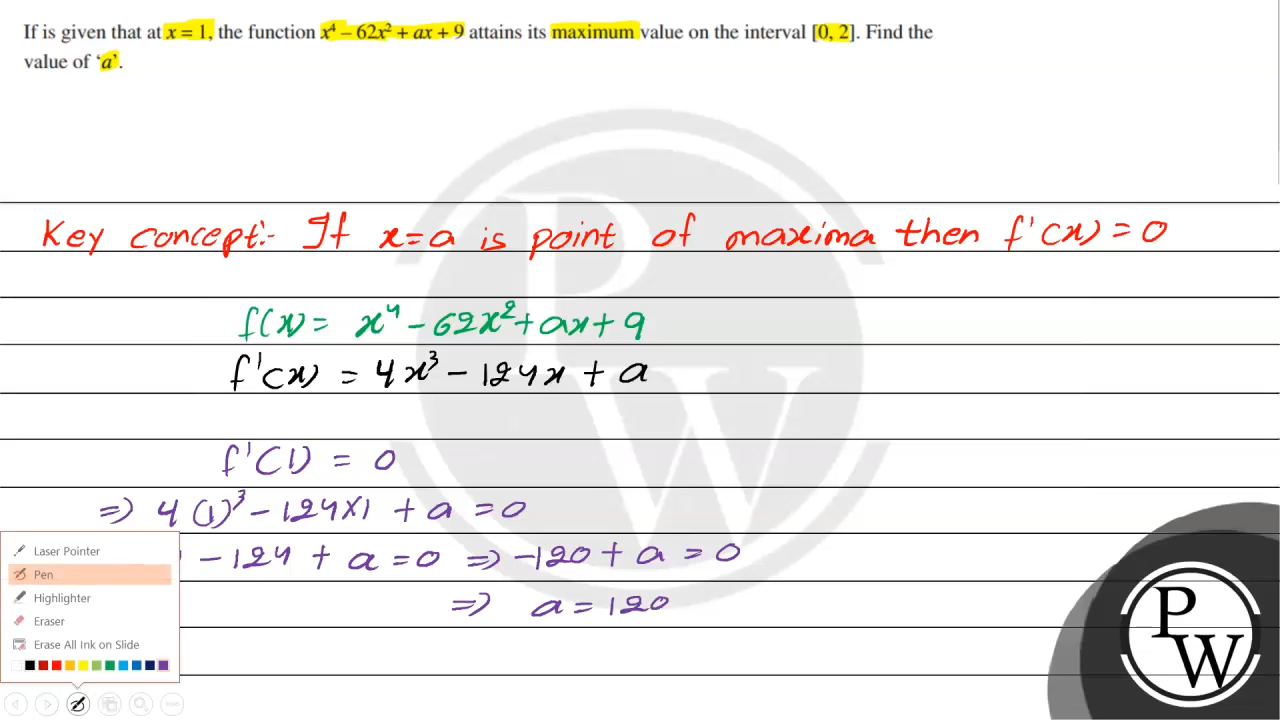 If is given that at x = 1, the function x⁴ – 62x² + ax + 9 attains its maximum value on the interval [0, 2]. Find the
value of ‘a’.
Key concept:- If x=a is point of maxima then f'(x) = 0
f(x) = x⁴ - 62x² + ax + 9
f'(x) = 4x³ - 124x + a
f'(1) = 0
⇒ 4(1)³ - 124×1 + a = 0
- 124 + a = 0 ⇒ -120 + a = 0
⇒ a = 120
Laser Pointer
Pen
Highlighter
Eraser
Erase All Ink on Slide
P
W
P
W